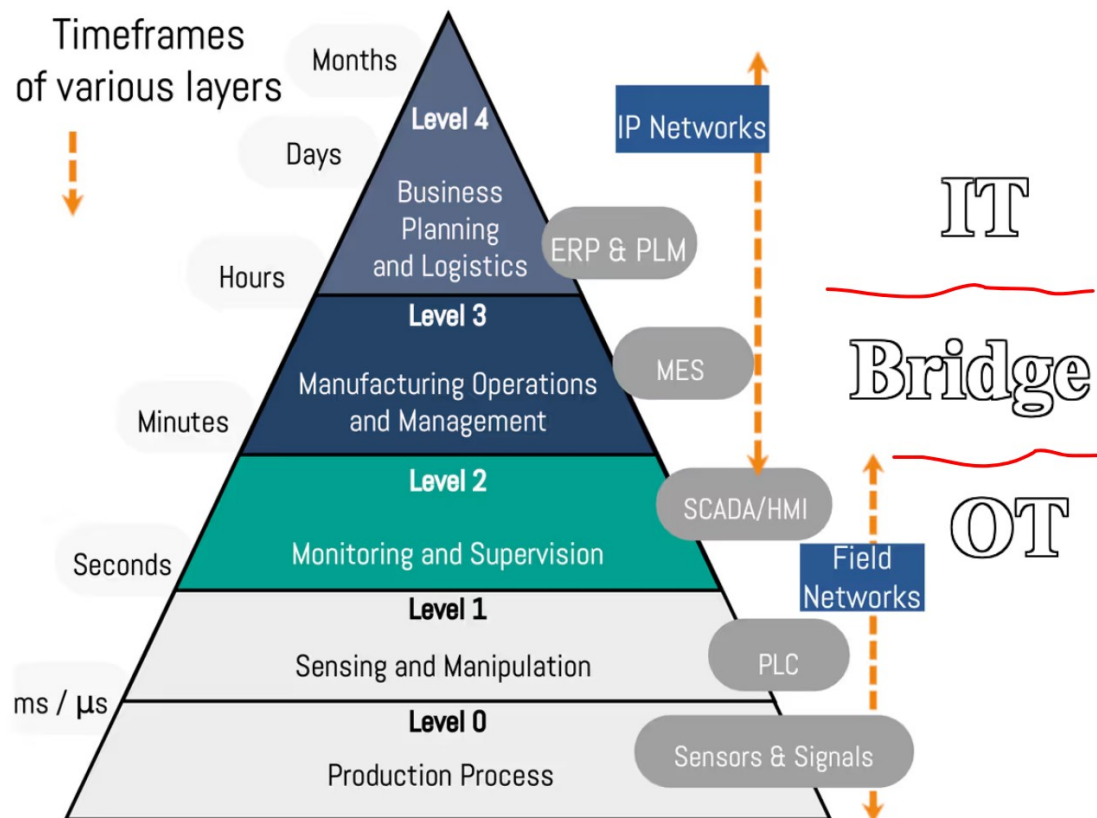 Timeframes
of various layers
Months
Days
Hours
Minutes
Seconds
ms / μs
Level 4
Business
Planning
and Logistics
Level 3
Manufacturing Operations
and Management
Level 2
Monitoring and Supervision
Level 1
Sensing and Manipulation
Level 0
Production Process
ERP & PLM
MES
SCADA/HMI
PLC
Sensors & Signals
IP Networks
Field
Networks
IT
Bridge
OT